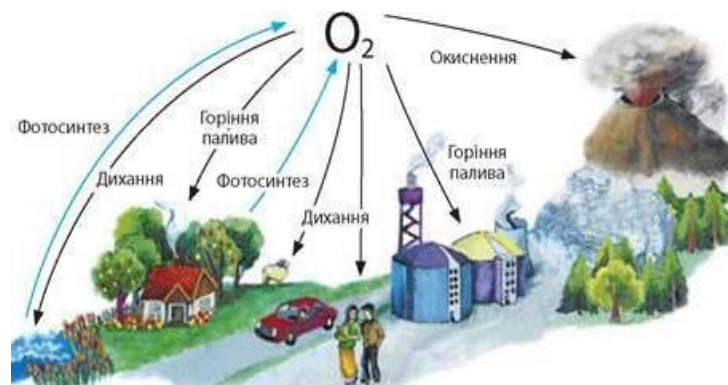 O₂
Окиснення
Фотосинтез
Горіння
палива
Дихання
Фотосинтез
Дихання
Горіння
палива